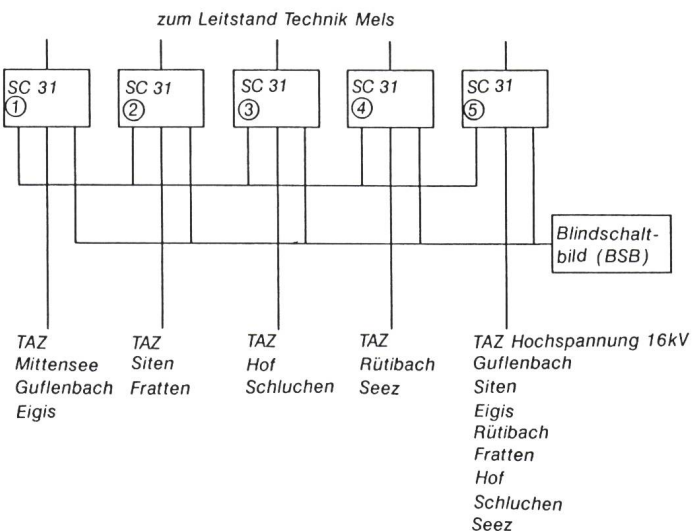 zum Leitstand Technik Mels
SC 31
①
SC 31
②
SC 31
③
SC 31
④
SC 31
⑤
Blindschalt-
bild (BSB)
TAZ
Mittensee
Guflenbach
Eigis
TAZ
Siten
Fratten
TAZ
Hof
Schluchen
TAZ
Rütibach
Seez
TAZ Hochspannung 16kV
Guflenbach
Siten
Eigis
Rütibach
Fratten
Hof
Schluchen
Seez